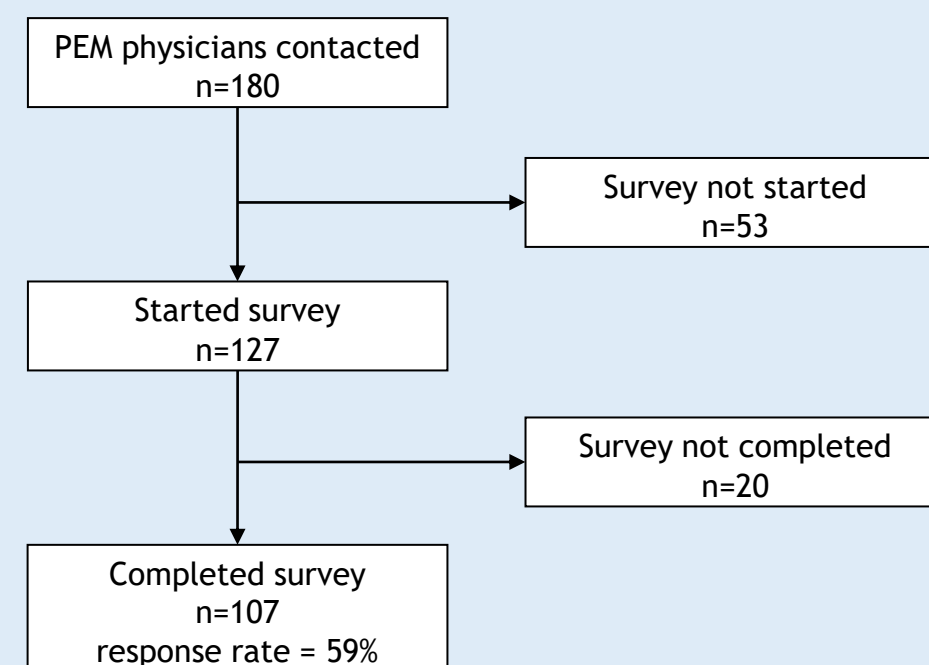 PEM physicians contacted
n=180
Survey not started
n=53
Started survey
n=127
Survey not completed
n=20
Completed survey
n=107
response rate = 59%